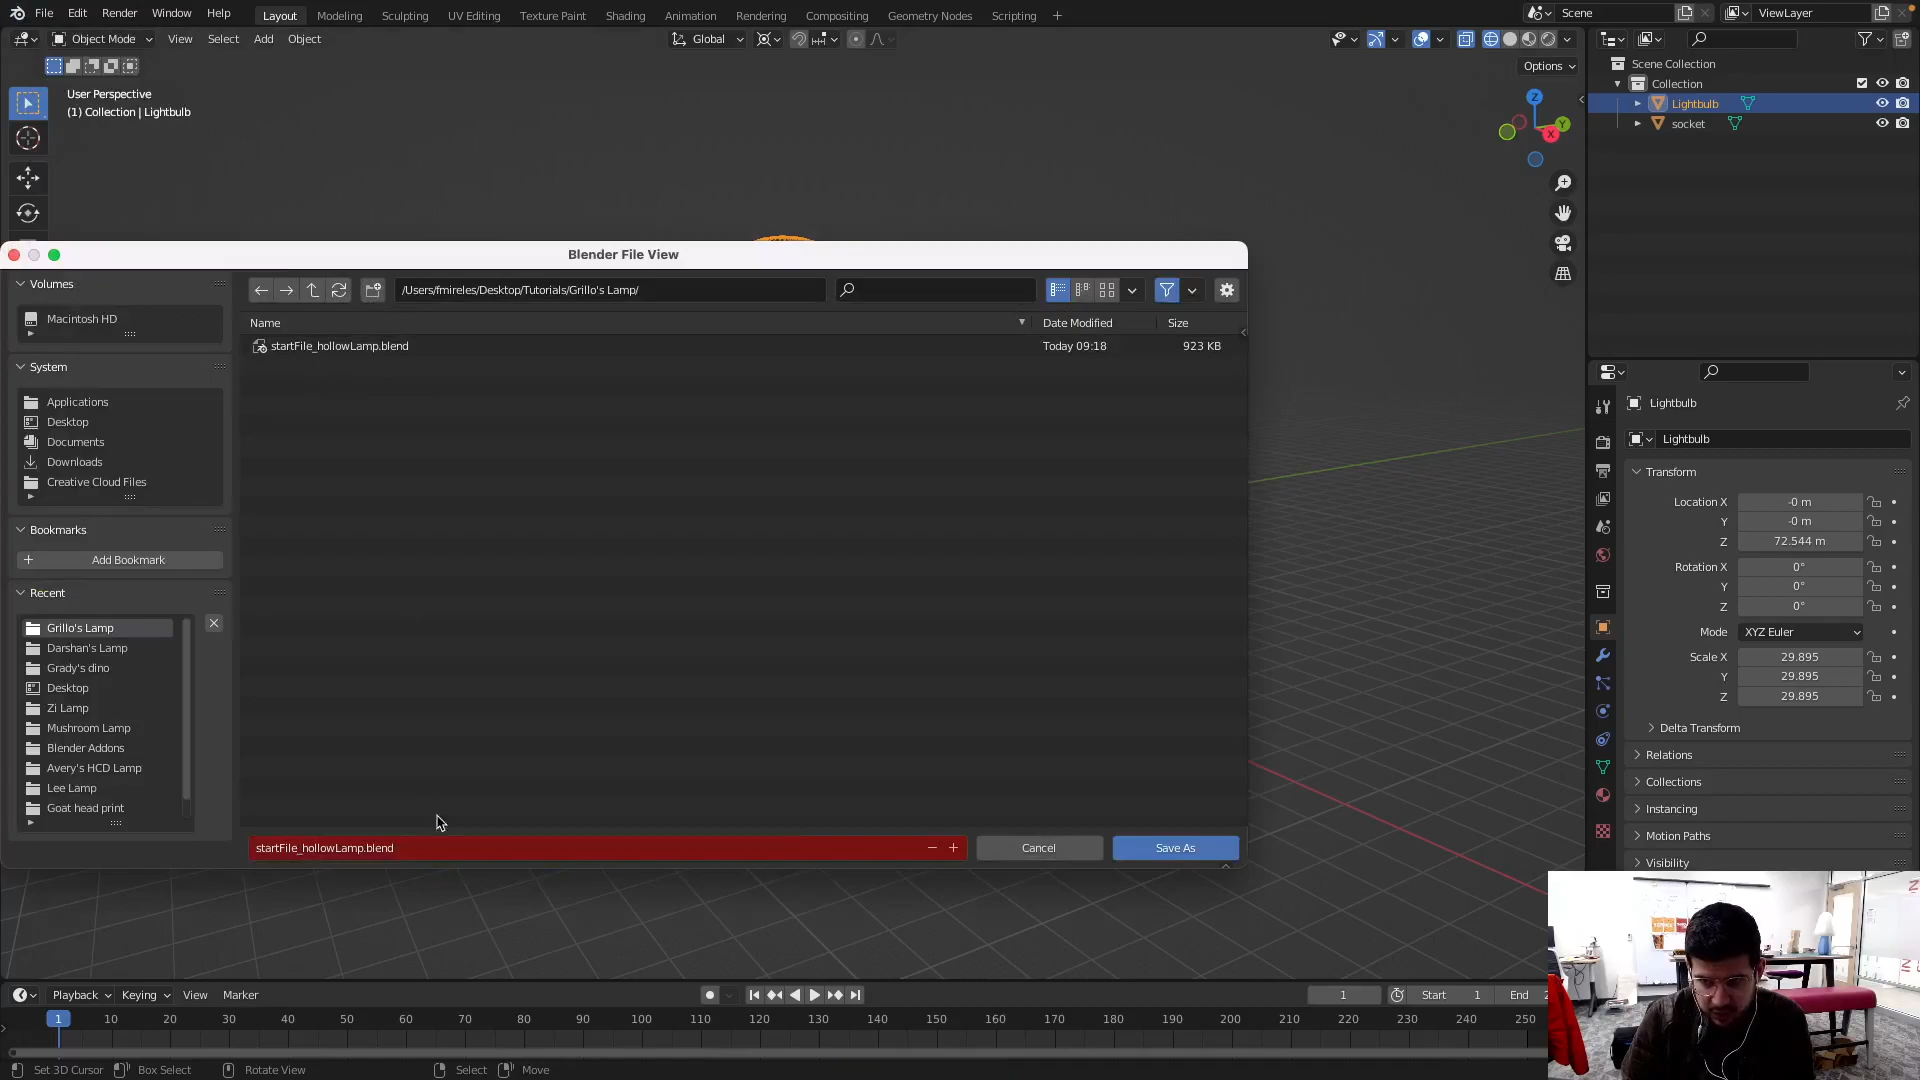 File Edit Render Window Help
Layout Modeling Sculpting UV Editing Texture Paint Shading Animation Rendering Compositing Geometry Nodes Scripting +
Scene
ViewLayer
Object Mode View Select Add Object
Global
Options
User Perspective
(1) Collection | Lightbulb
Z
Y
X
Scene Collection
Collection
Lightbulb
socket
Blender File View
Volumes
Macintosh HD
System
Applications
Desktop
Documents
Downloads
Creative Cloud Files
Bookmarks
Add Bookmark
Recent
Grillo's Lamp
Darshan's Lamp
Grady's dino
Desktop
Zi Lamp
Mushroom Lamp
Blender Addons
Avery's HCD Lamp
Lee Lamp
Goat head print
/Users/fmireles/Desktop/Tutorials/Grillo's Lamp/
Name Date Modified Size
startFile_hollowLamp.blend Today 09:18 923 KB
startFile_hollowLamp.blend
Cancel
Save As
Lightbulb
Lightbulb
Transform
Location X -0 m
Y -0 m
Z 72.544 m
Rotation X 0°
Y 0°
Z 0°
Mode XYZ Euler
Scale X 29.895
Y 29.895
Z 29.895
Delta Transform
Relations
Collections
Instancing
Motion Paths
Visibility
Playback Keying View Marker
1 Start 1 End 2
1 10 20 30 40 50 60 70 80 90 100 110 120 130 140 150 160 170 180 190 200 210 220 230 240 250
Set 3D Cursor Box Select Rotate View Select Move